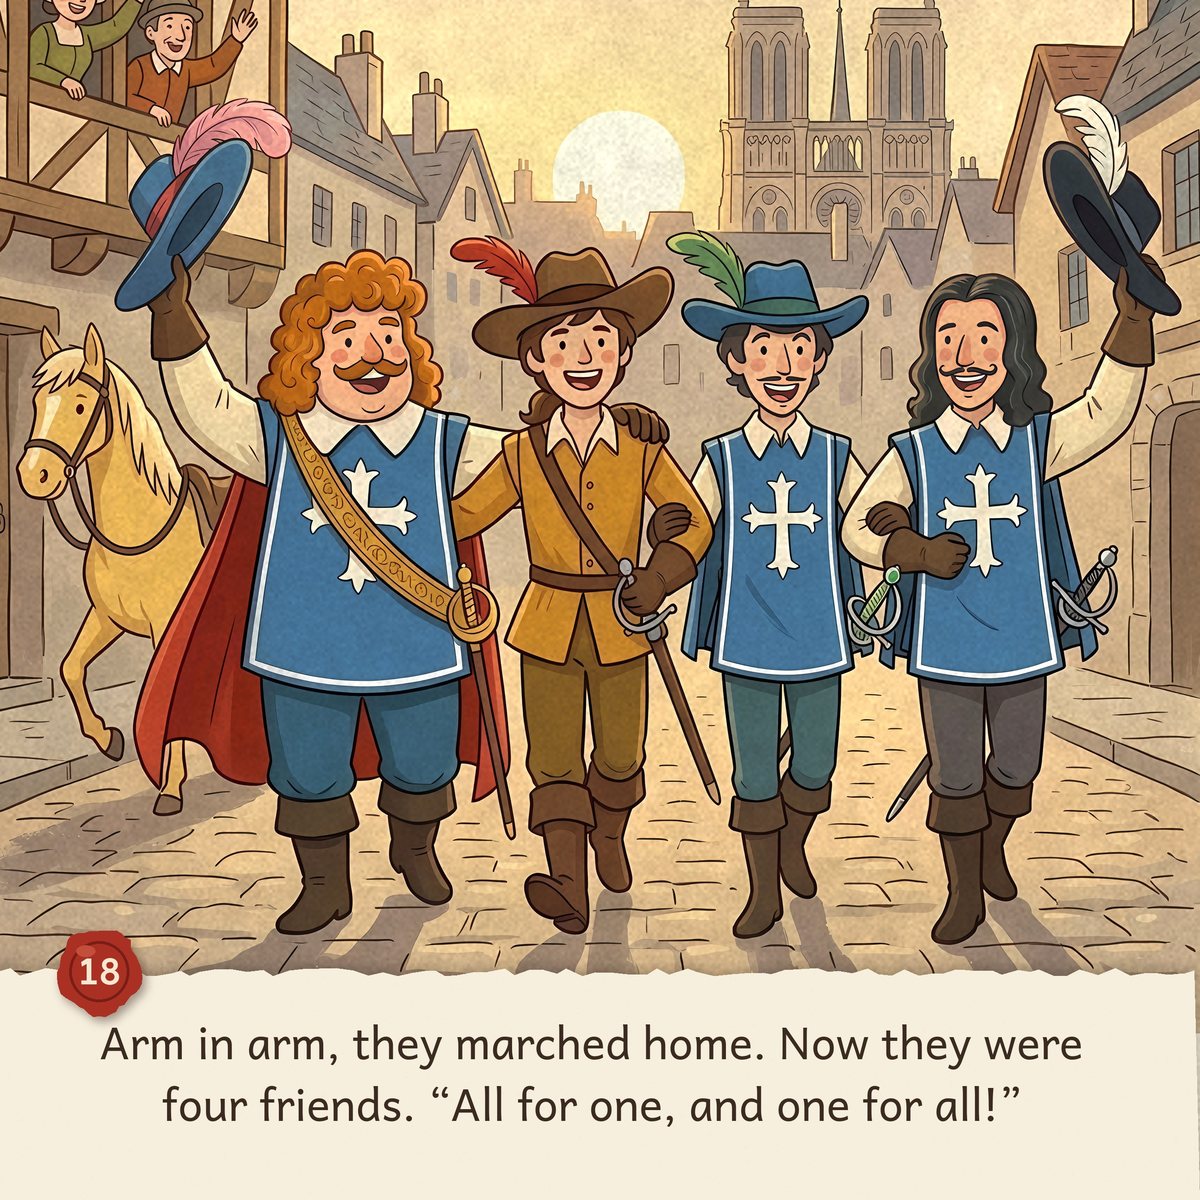 18
Arm in arm, they marched home. Now they were
four friends. “All for one, and one for all!”